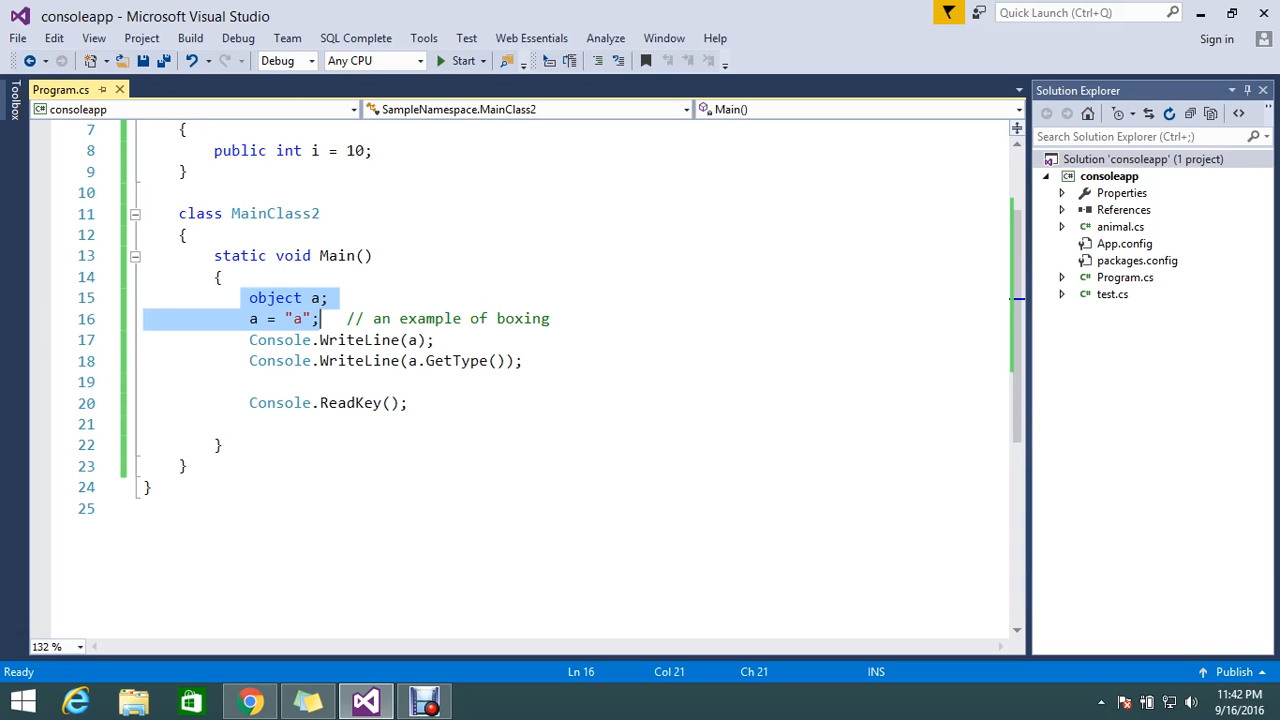 consoleapp - Microsoft Visual Studio
Quick Launch (Ctrl+Q)
File Edit View Project Build Debug Team SQL Complete Tools Test Web Essentials Analyze Window Help
Sign in
Debug Any CPU Start
Toolbox
Program.cs
consoleapp SampleNamespace.MainClass2 Main()
7 {
8 public int i = 10;
9 }
10
11 class MainClass2
12 {
13 static void Main()
14 {
15 object a;
16 a = "a"; // an example of boxing
17 Console.WriteLine(a);
18 Console.WriteLine(a.GetType());
19
20 Console.ReadKey();
21
22 }
23 }
24 }
25
132 %
Solution Explorer
Search Solution Explorer (Ctrl+;)
Solution 'consoleapp' (1 project)
consoleapp
Properties
References
animal.cs
App.config
packages.config
Program.cs
test.cs
Ready Ln 16 Col 21 Ch 21 INS Publish
11:42 PM
9/16/2016